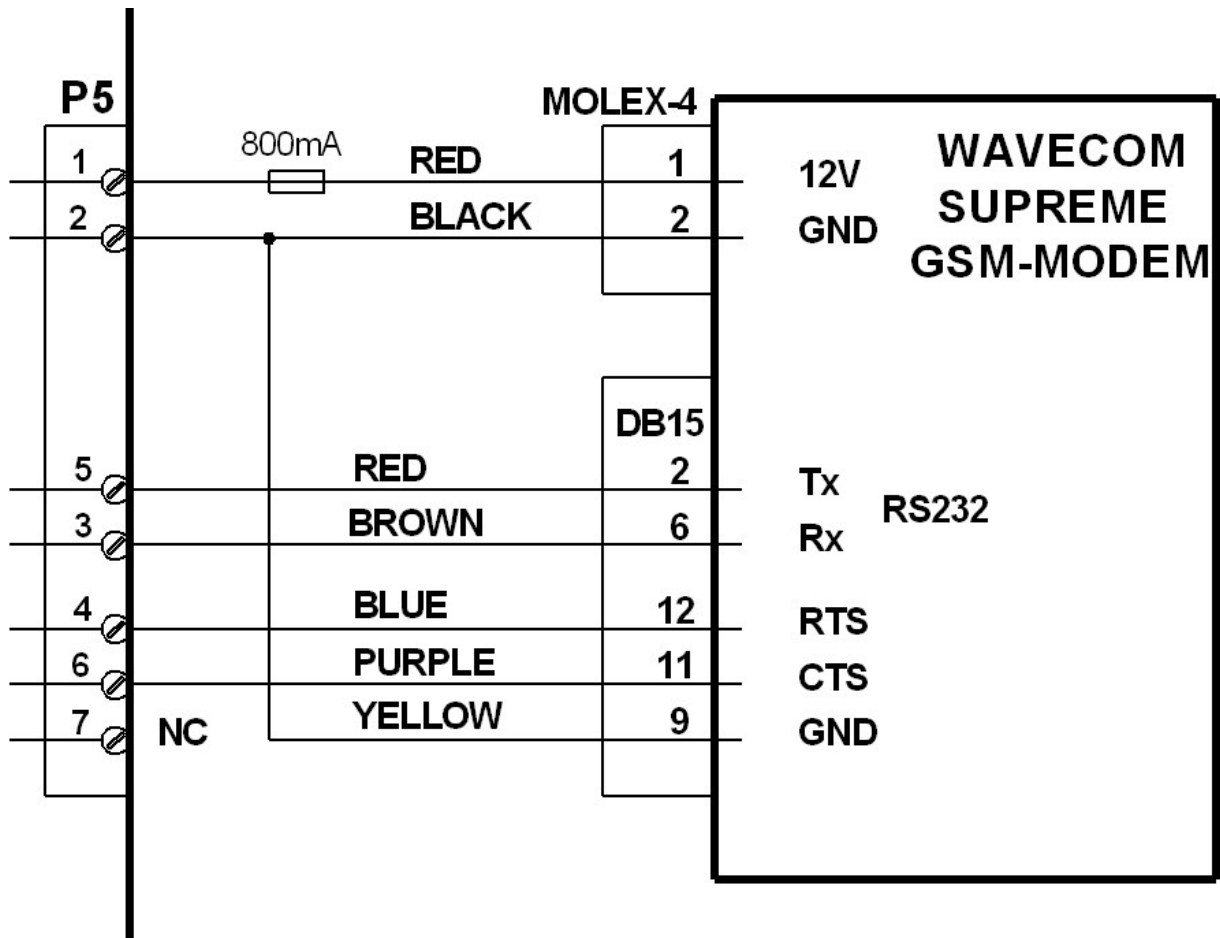 P5
MOLEX-4
WAVECOM
SUPREME
GSM-MODEM
1
800mA
RED
1
12V
2
BLACK
2
GND
DB15
5
RED
2
Tx
3
BROWN
6
Rx
RS232
4
BLUE
12
RTS
6
PURPLE
11
CTS
7
NC
YELLOW
9
GND